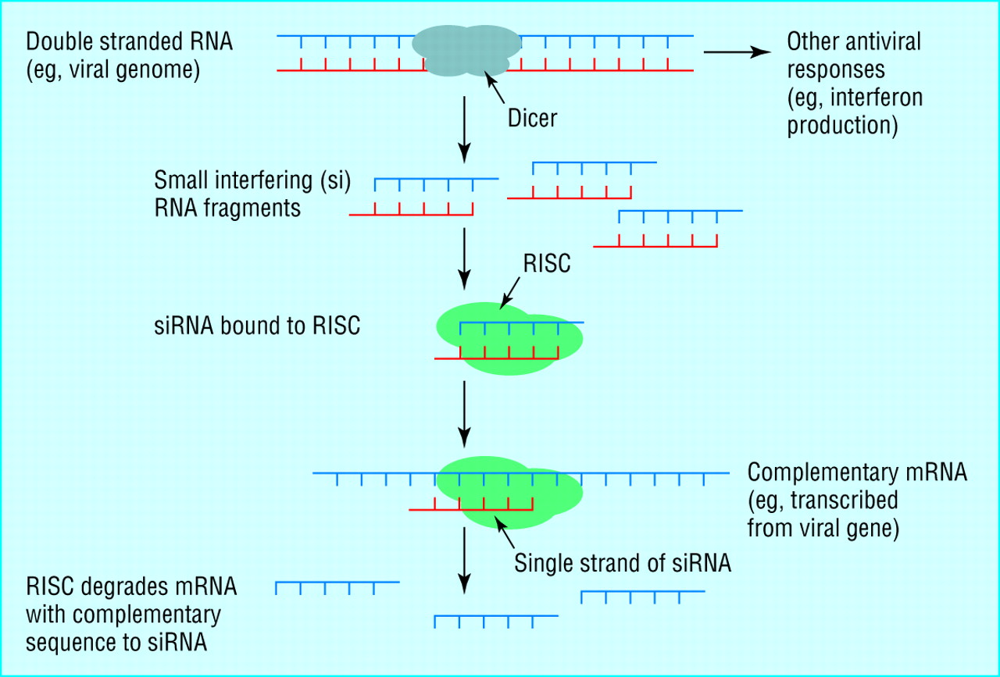 Double stranded RNA
(eg, viral genome)
Other antiviral
responses
(eg, interferon
production)
Dicer
Small interfering (si)
RNA fragments
RISC
siRNA bound to RISC
Complementary mRNA
(eg, transcribed
from viral gene)
Single strand of siRNA
RISC degrades mRNA
with complementary
sequence to siRNA